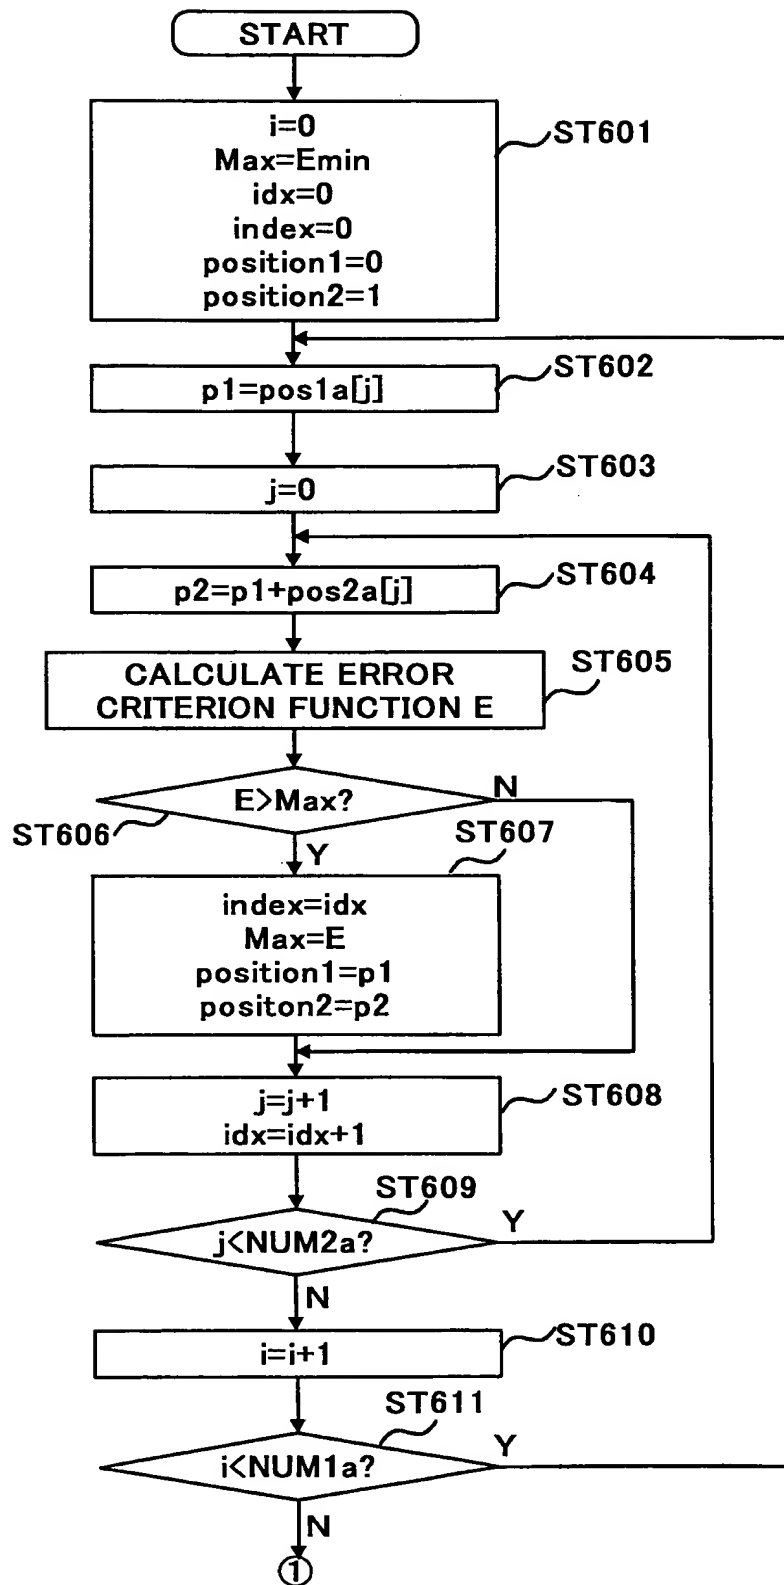 START
i=0
Max=Emin
idx=0
index=0
position1=0
position2=1
ST601
p1=pos1a[j]
ST602
j=0
ST603
p2=p1+pos2a[j]
ST604
CALCULATE ERROR
CRITERION FUNCTION E
ST605
E>Max?
N
ST606
Y
ST607
index=idx
Max=E
position1=p1
positon2=p2
j=j+1
idx=idx+1
ST608
ST609
j<NUM2a?
Y
N
i=i+1
ST610
ST611
i<NUM1a?
Y
N
①